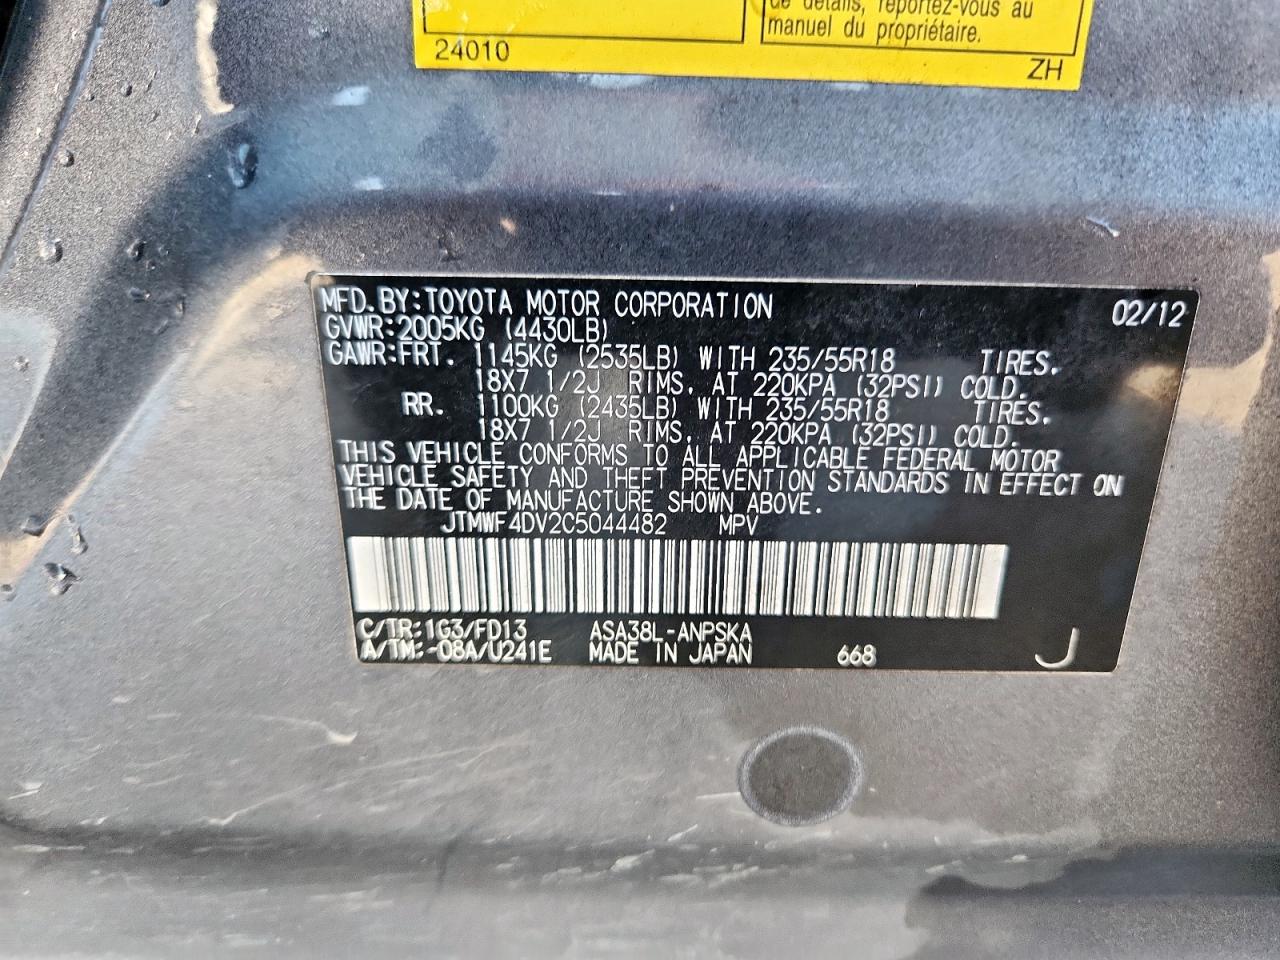 de détails, reportez-vous au
manuel du propriétaire.
24010 ZH
MFD. BY: TOYOTA MOTOR CORPORATION 02/12
GVWR: 2005KG (4430LB)
GAWR: FRT. 1145KG (2535LB) WITH 235/55R18 TIRES.
18X7 1/2J RIMS, AT 220KPA (32PSI) COLD.
RR. 1100KG (2435LB) WITH 235/55R18 TIRES.
18X7 1/2J RIMS, AT 220KPA (32PSI) COLD.
THIS VEHICLE CONFORMS TO ALL APPLICABLE FEDERAL MOTOR
VEHICLE SAFETY AND THEFT PREVENTION STANDARDS IN EFFECT ON
THE DATE OF MANUFACTURE SHOWN ABOVE.
JTMWF4DV2C5044482 MPV
C/TR: 1G3/FD13 ASA38L-ANPSKA
A/TM: -08A/U241E MADE IN JAPAN 668 J